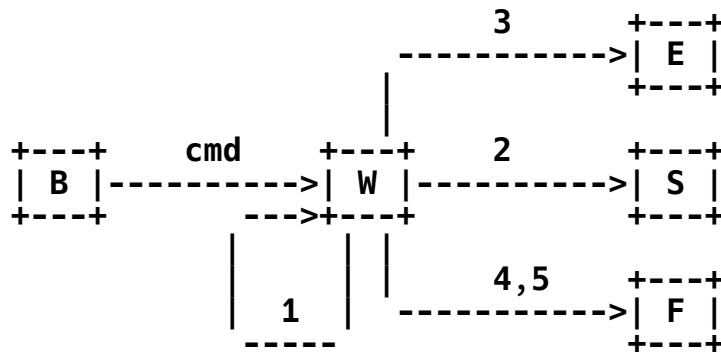 3 +---+
----------->| E |
| +---+
|
+---+ cmd +---+ 2 +---+
| B |---------->| W |---------->| S |
+---+ --->+---+ +---+
| | |
| | | 4,5 +---+
| 1 | ----------->| F |
----- +---+